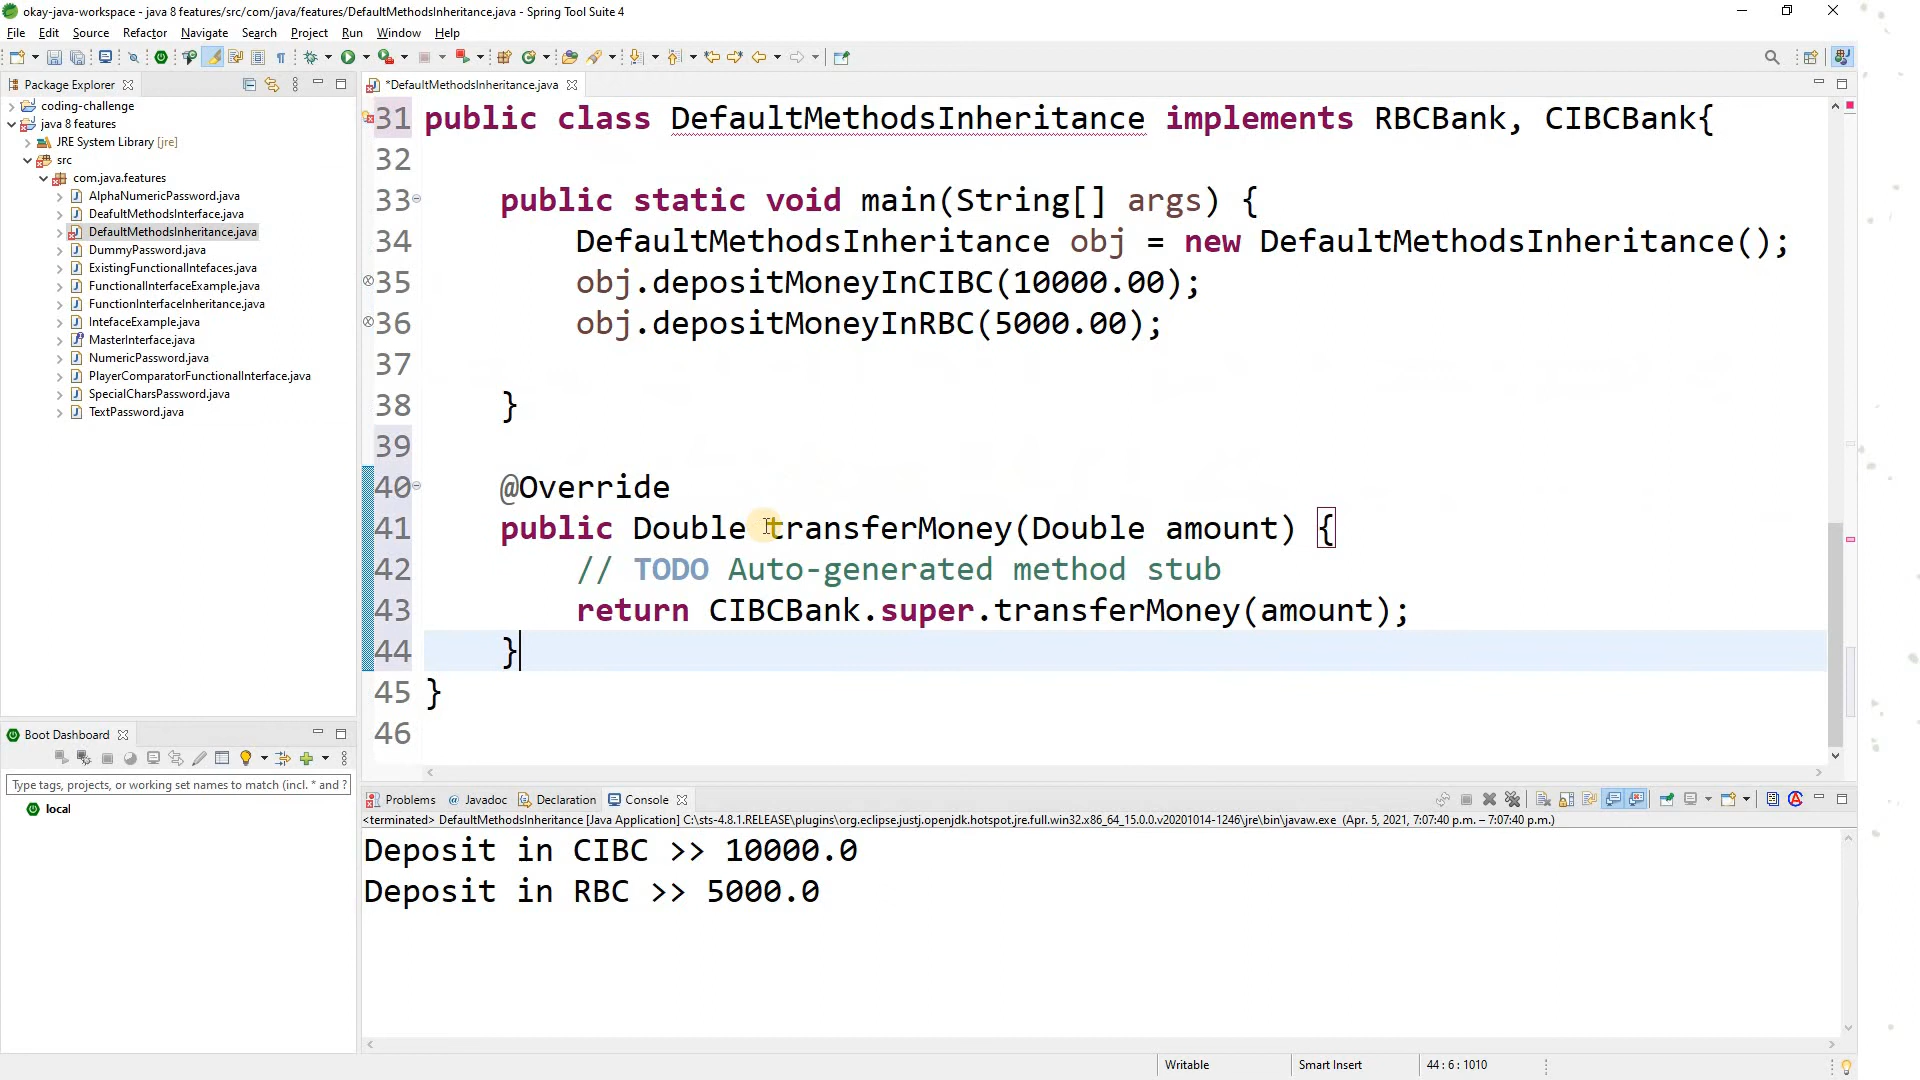 okay-java-workspace - java 8 features/src/com/java/features/DefaultMethodsInheritance.java - Spring Tool Suite 4
File Edit Source Refactor Navigate Search Project Run Window Help
Package Explorer
coding-challenge
java 8 features
JRE System Library [jre]
src
com.java.features
AlphaNumericPassword.java
DeafultMethodsInterface.java
DefaultMethodsInheritance.java
DummyPassword.java
ExistingFunctionalIntefaces.java
FunctionalInterfaceExample.java
FunctionInterfaceInheritance.java
IntefaceExample.java
MasterInterface.java
NumericPassword.java
PlayerComparatorFunctionalInterface.java
SpecialCharsPassword.java
TextPassword.java
Boot Dashboard
Type tags, projects, or working set names to match (incl. * and ?
local
*DefaultMethodsInheritance.java
31 public class DefaultMethodsInheritance implements RBCBank, CIBCBank{
32
33 public static void main(String[] args) {
34 DefaultMethodsInheritance obj = new DefaultMethodsInheritance();
35 obj.depositMoneyInCIBC(10000.00);
36 obj.depositMoneyInRBC(5000.00);
37
38 }
39
40 @Override
41 public Double transferMoney(Double amount) {
42 // TODO Auto-generated method stub
43 return CIBCBank.super.transferMoney(amount);
44 }
45 }
46
Problems Javadoc Declaration Console
<terminated> DefaultMethodsInheritance [Java Application] C:\sts-4.8.1.RELEASE\plugins\org.eclipse.justj.openjdk.hotspot.jre.full.win32.x86_64_15.0.0.v20201014-1246\jre\bin\javaw.exe (Apr. 5, 2021, 7:07:40 p.m. – 7:07:40 p.m.)
Deposit in CIBC >> 10000.0
Deposit in RBC >> 5000.0
Writable Smart Insert 44 : 6 : 1010